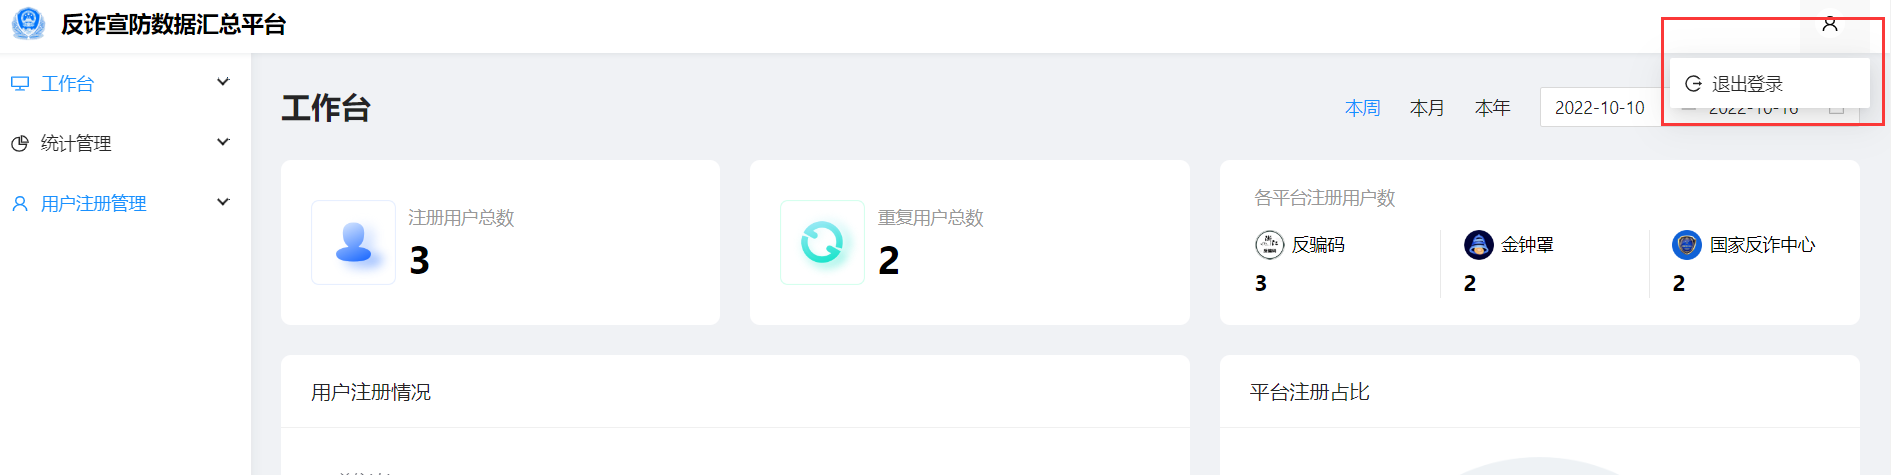 反诈宣防数据汇总平台
工作台
统计管理
用户注册管理
退出登录
工作台
本周 本月 本年 2022-10-10 2022-10-16
注册用户总数
3
重复用户总数
2
各平台注册用户数
反骗码 金钟罩 国家反诈中心
3 2 2
用户注册情况
平台注册占比